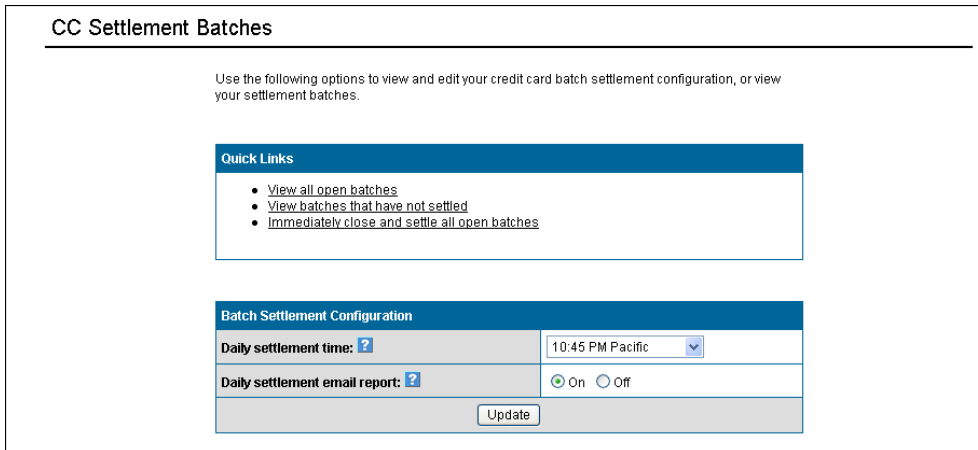 CC Settlement Batches
Use the following options to view and edit your credit card batch settlement configuration, or view
your settlement batches.
Quick Links
View all open batches
View batches that have not settled
Immediately close and settle all open batches
Batch Settlement Configuration
Daily settlement time: ?
10:45 PM Pacific
Daily settlement email report: ?
On Off
Update